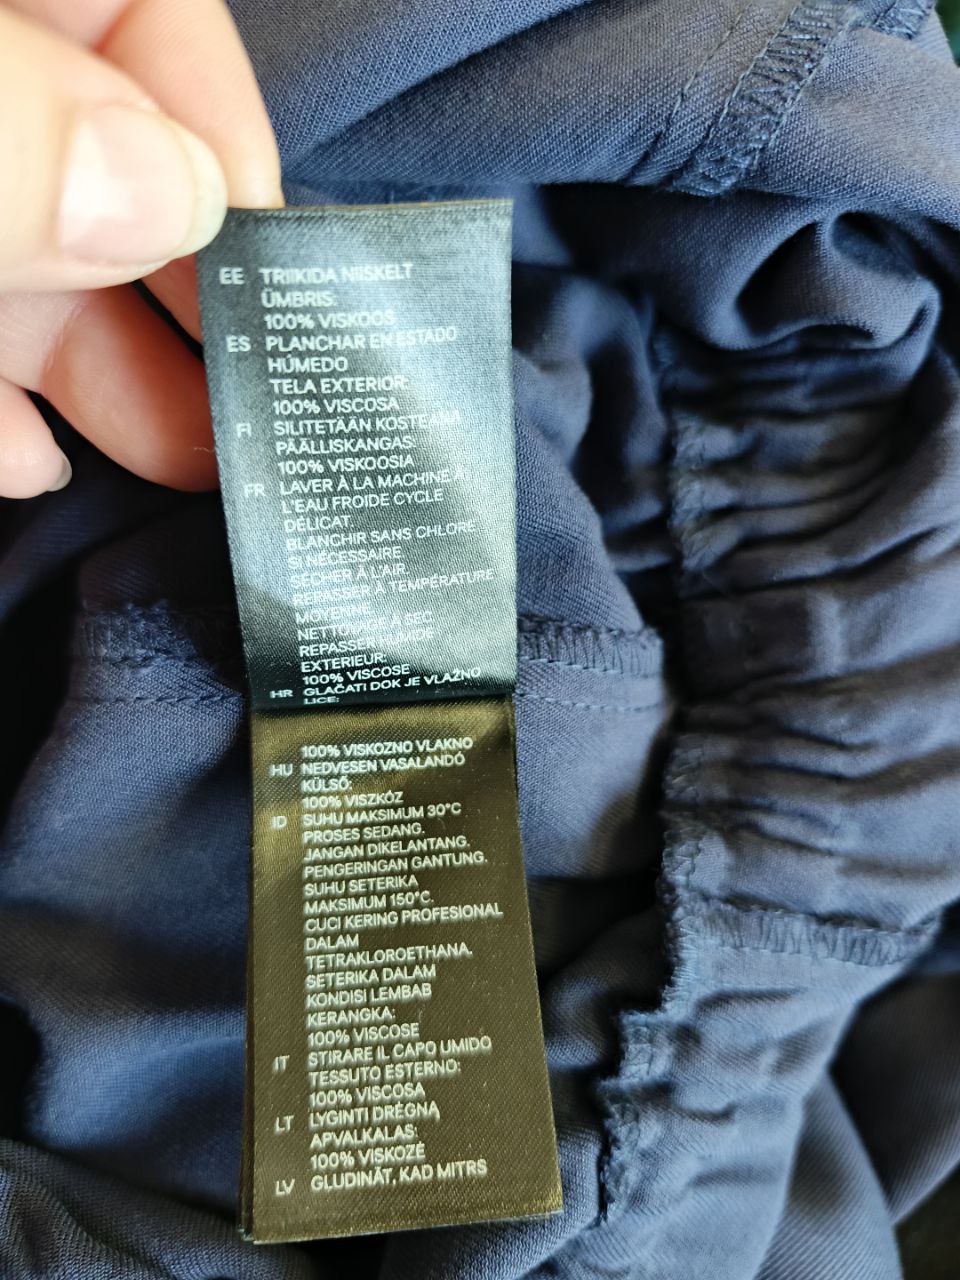 EE TRIIKIDA NIISKELT
ÜMBRIS:
100% VISKOOS
ES PLANCHAR EN ESTADO
HÚMEDO
TELA EXTERIOR:
100% VISCOSA
FI SILITETÄÄN KOSTEANA
PÄÄLLISKANGAS:
100% VISKOOSIA
FR LAVER À LA MACHINE À
L'EAU FROIDE CYCLE
DÉLICAT.
BLANCHIR SANS CHLORE
SI NÉCESSAIRE
SÉCHER À L'AIR.
REPASSER À TEMPÉRATURE
MOYENNE
NETTOYAGE À SEC
REPASSER HUMIDE
EXTERIEUR:
100% VISCOSE
HR GLAČATI DOK JE VLAŽNO
LICE:
100% VISKOZNO VLAKNO
HU NEDVESEN VASALANDÓ
KÜLSŐ:
100% VISZKÓZ
ID SUHU MAKSIMUM 30°C
PROSES SEDANG.
JANGAN DIKELANTANG.
PENGERINGAN GANTUNG.
SUHU SETERIKA
MAKSIMUM 150°C.
CUCI KERING PROFESIONAL
DALAM
TETRAKLOROETHANA.
SETERIKA DALAM
KONDISI LEMBAB
KERANGKA:
100% VISCOSE
IT STIRARE IL CAPO UMIDO
TESSUTO ESTERNO:
100% VISCOSA
LT LYGINTI DRĖGNĄ
APVALKALAS:
100% VISKOZĖ
LV GLUDINĀT, KAD MITRS